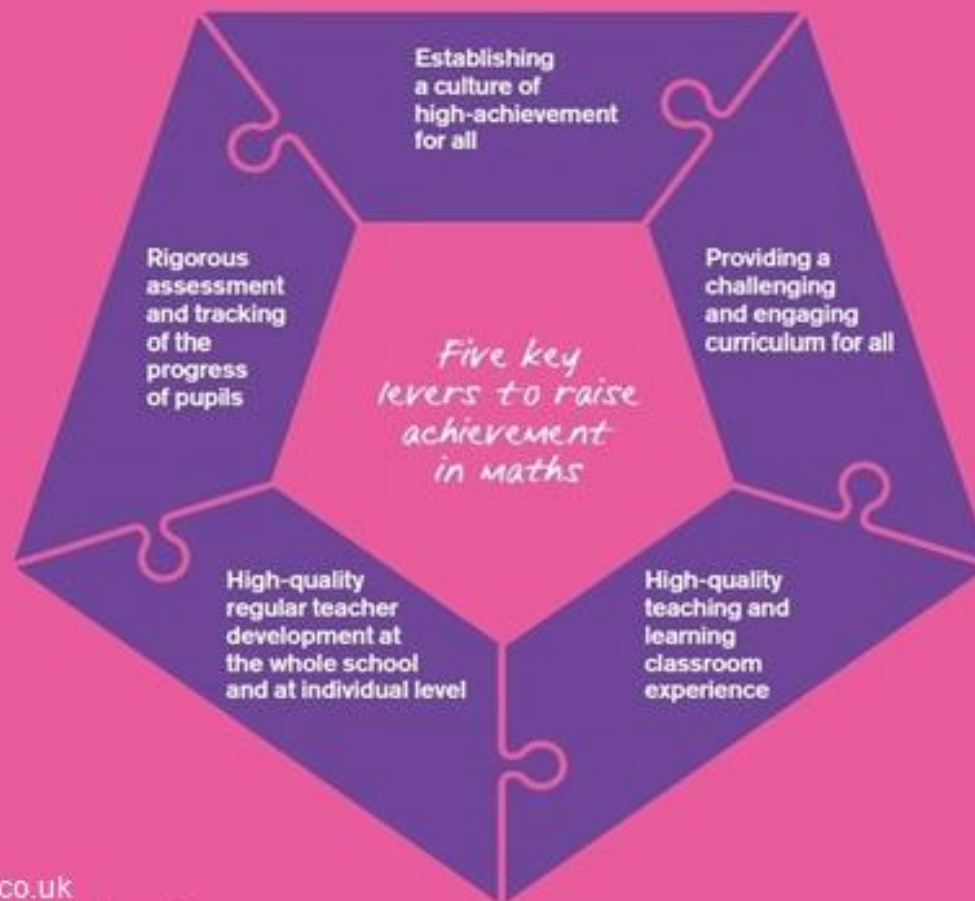 Establishing
a culture of
high-achievement
for all
Providing a
challenging
and engaging
curriculum for all
High-quality
teaching and
learning
classroom
experience
High-quality
regular teacher
development at
the whole school
and at individual level
Rigorous
assessment
and tracking
of the
progress
of pupils
Five key
levers to raise
achievement
in maths
co.uk